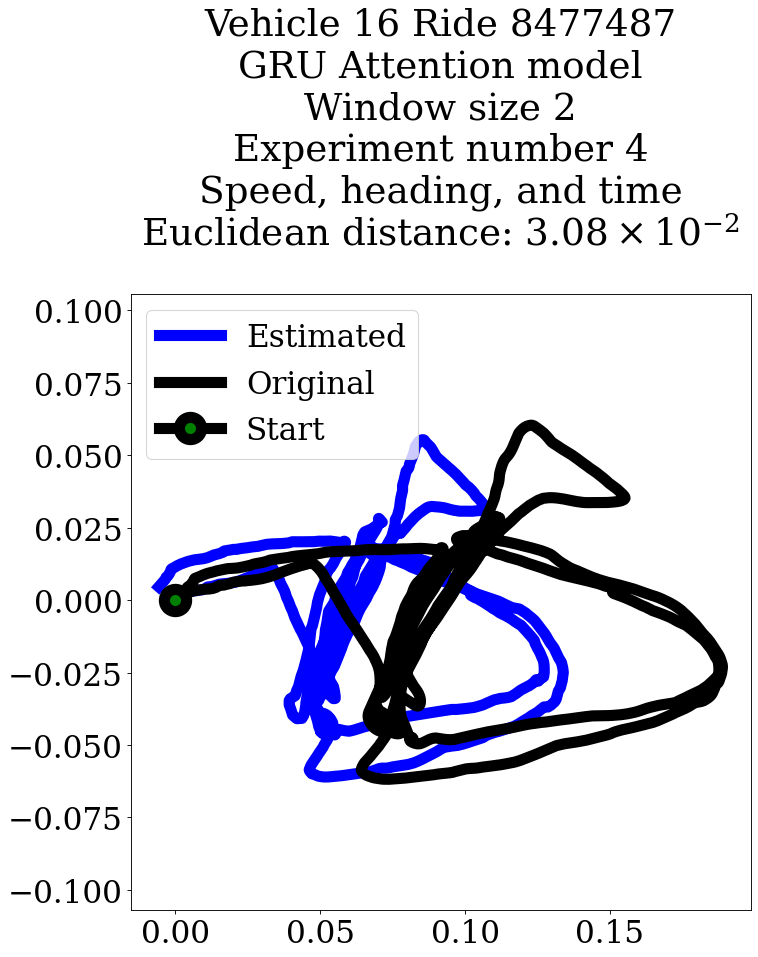 Vehicle 16 Ride 8477487
GRU Attention model
Window size 2
Experiment number 4
Speed, heading, and time
Euclidean distance: 3.08 × 10⁻²
0.100
0.075
0.050
0.025
0.000
−0.025
−0.050
−0.075
−0.100
Estimated
Original
Start
0.00 0.05 0.10 0.15